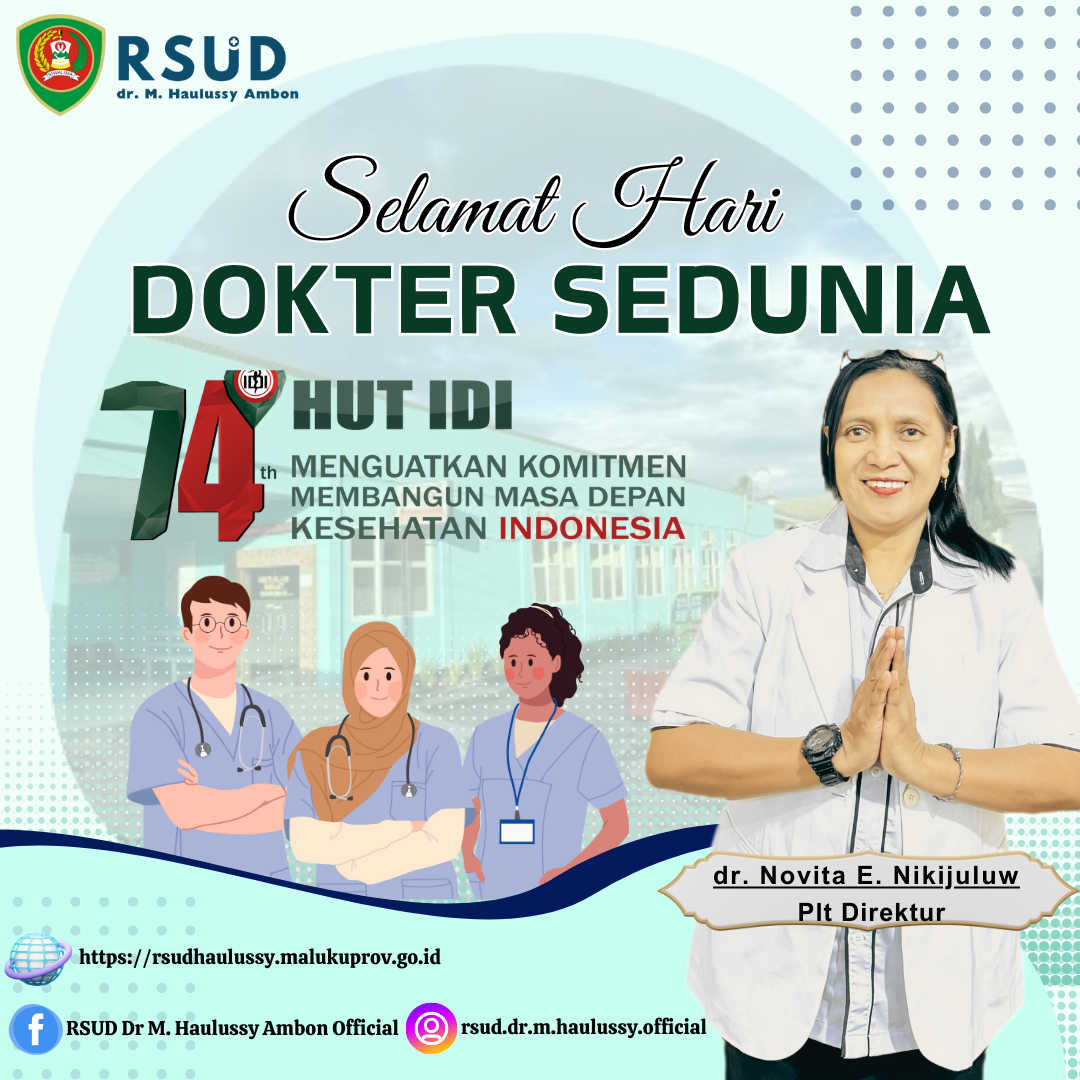 RSUD
dr. M. Haulussy Ambon
Selamat Hari
DOKTER SEDUNIA
74th
HUT IDI
MENGUATKAN KOMITMEN
MEMBANGUN MASA DEPAN
KESEHATAN INDONESIA
dr. Novita E. Nikijuluw
Plt Direktur
https://rsudhaulussy.malukuprov.go.id
RSUD Dr M. Haulussy Ambon Official
rsud.dr.m.haulussy.official